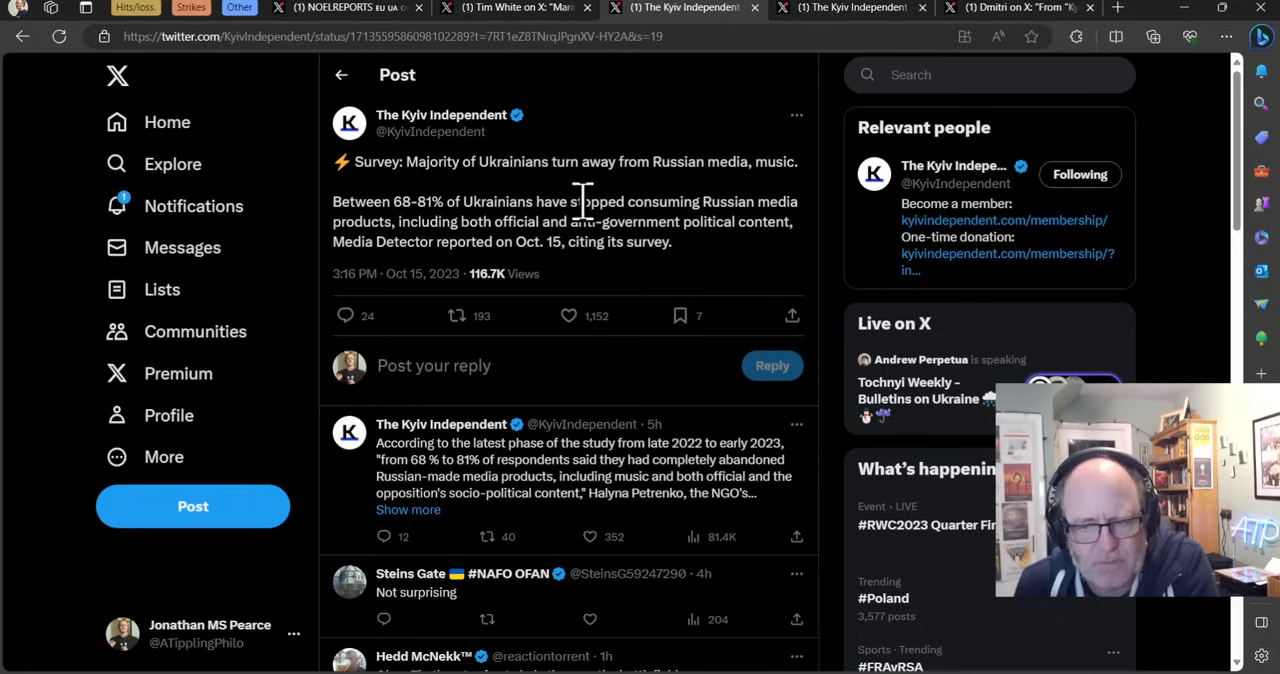 Hits/loss.
Strikes
Other
(1) NOELREPORTS EU UA
(1) Tim White on X: "Mari
(1) The Kyiv Independent
(1) The Kyiv Independent
(1) Dmitri on X: "From "Ky
https://twitter.com/KyivIndependent/status/1713559586098102289?t=7RT1eZ8TNrqJPgnXV-HY2A&s=19
Home
Explore
1
Notifications
Messages
Lists
Communities
Premium
Profile
More
Post
Jonathan MS Pearce
@ATipplingPhilo
Post
The Kyiv Independent
@KyivIndependent
⚡ Survey: Majority of Ukrainians turn away from Russian media, music.
Between 68-81% of Ukrainians have stopped consuming Russian media
products, including both official and anti-government political content,
Media Detector reported on Oct. 15, citing its survey.
3:16 PM · Oct 15, 2023 · 116.7K Views
24 193 1,152 7
Post your reply
Reply
The Kyiv Independent @KyivIndependent · 5h
According to the latest phase of the study from late 2022 to early 2023,
"from 68 % to 81% of respondents said they had completely abandoned
Russian-made media products, including music and both official and the
opposition's socio-political content," Halyna Petrenko, the NGO's...
Show more
12 40 352 81.4K
Steins Gate 🇺🇦 #NAFO OFAN @SteinsG59247290 · 4h
Not surprising
204
Hedd McNekk™ @reactiontorrent · 1h
Search
Relevant people
The Kyiv Indepe...
@KyivIndependent
Following
Become a member:
kyivindependent.com/membership/
One-time donation:
kyivindependent.com/membership/?
in...
Live on X
Andrew Perpetua is speaking
Tochnyi Weekly –
Bulletins on Ukraine
What's happenin
Event · LIVE
#RWC2023 Quarter Fin
Trending
#Poland
3,577 posts
Sports · Trending
#FRAvRSA
GOD
ATP